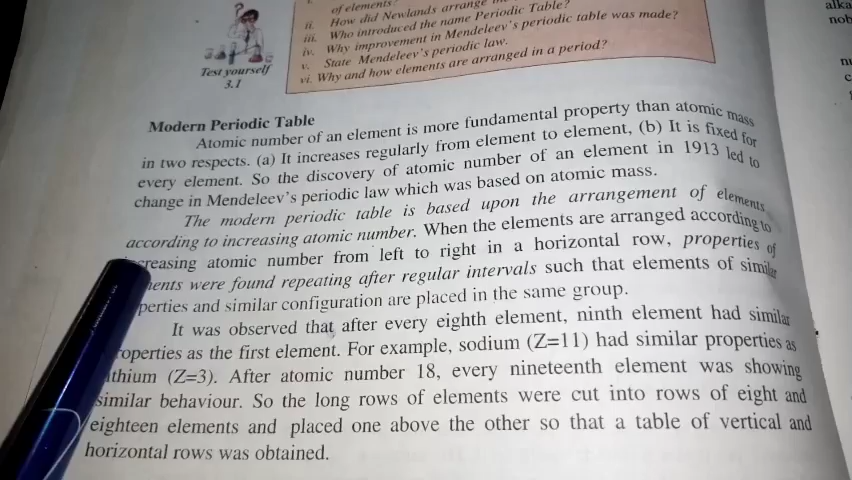 of elements?
ii. How did Newlands arrange
iii. Who introduced the name Periodic Table?
iv. Why improvement in Mendeleev's periodic table was made?
v. State Mendeleev's periodic law.
vi. Why and how elements are arranged in a period?
Test yourself
3.1
Modern Periodic Table
Atomic number of an element is more fundamental property than atomic mass
in two respects. (a) It increases regularly from element to element, (b) It is fixed for
every element. So the discovery of atomic number of an element in 1913 led to
change in Mendeleev's periodic law which was based on atomic mass.
The modern periodic table is based upon the arrangement of elements
according to increasing atomic number. When the elements are arranged according to
creasing atomic number from left to right in a horizontal row, properties of
ments were found repeating after regular intervals such that elements of similar
perties and similar configuration are placed in the same group.
It was observed that after every eighth element, ninth element had similar
roperties as the first element. For example, sodium (Z=11) had similar properties as
thium (Z=3). After atomic number 18, every nineteenth element was showing
similar behaviour. So the long rows of elements were cut into rows of eight and
eighteen elements and placed one above the other so that a table of vertical and
horizontal rows was obtained.
alka
nob